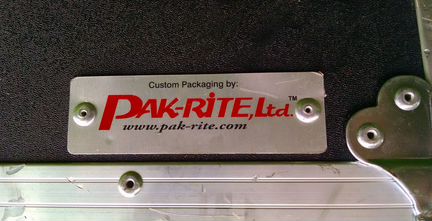 Custom Packaging by:
PAK-RiTE, Ltd.™
www.pak-rite.com